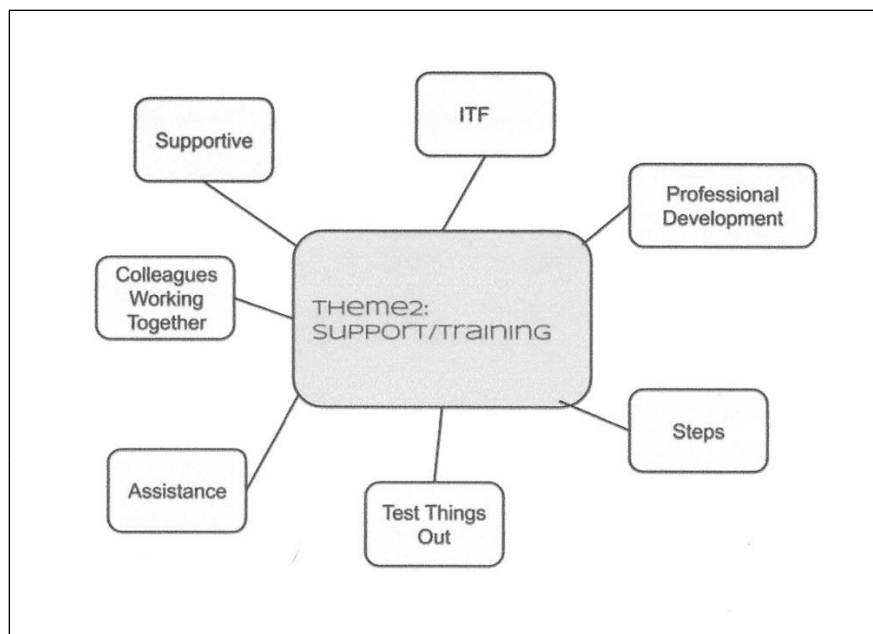 ITF
Supportive
Professional
Development
Colleagues
Working
Together
Theme2:
Support/Training
Steps
Assistance
Test Things
Out